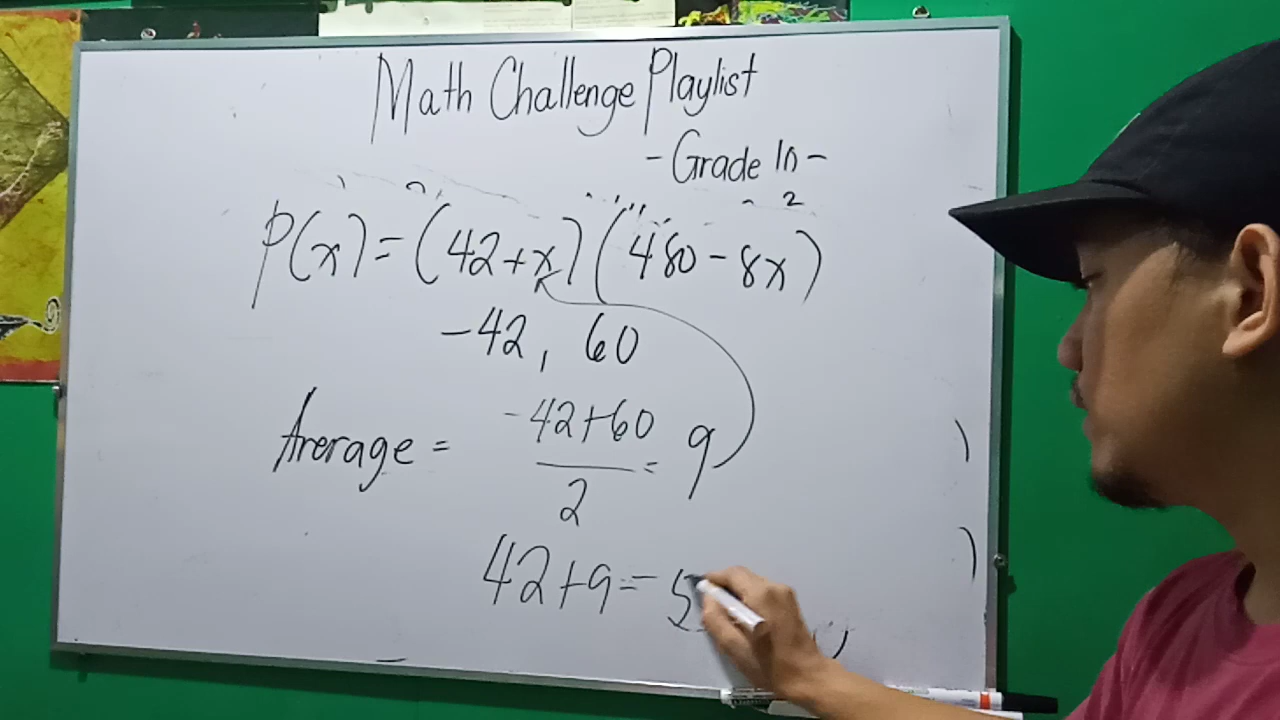 Math Challenge Playlist
- Grade 10 -
P(x) = (42+x)(480-8x)
-42, 60
Average = -42+60 / 2 = 9
42+9 = 5